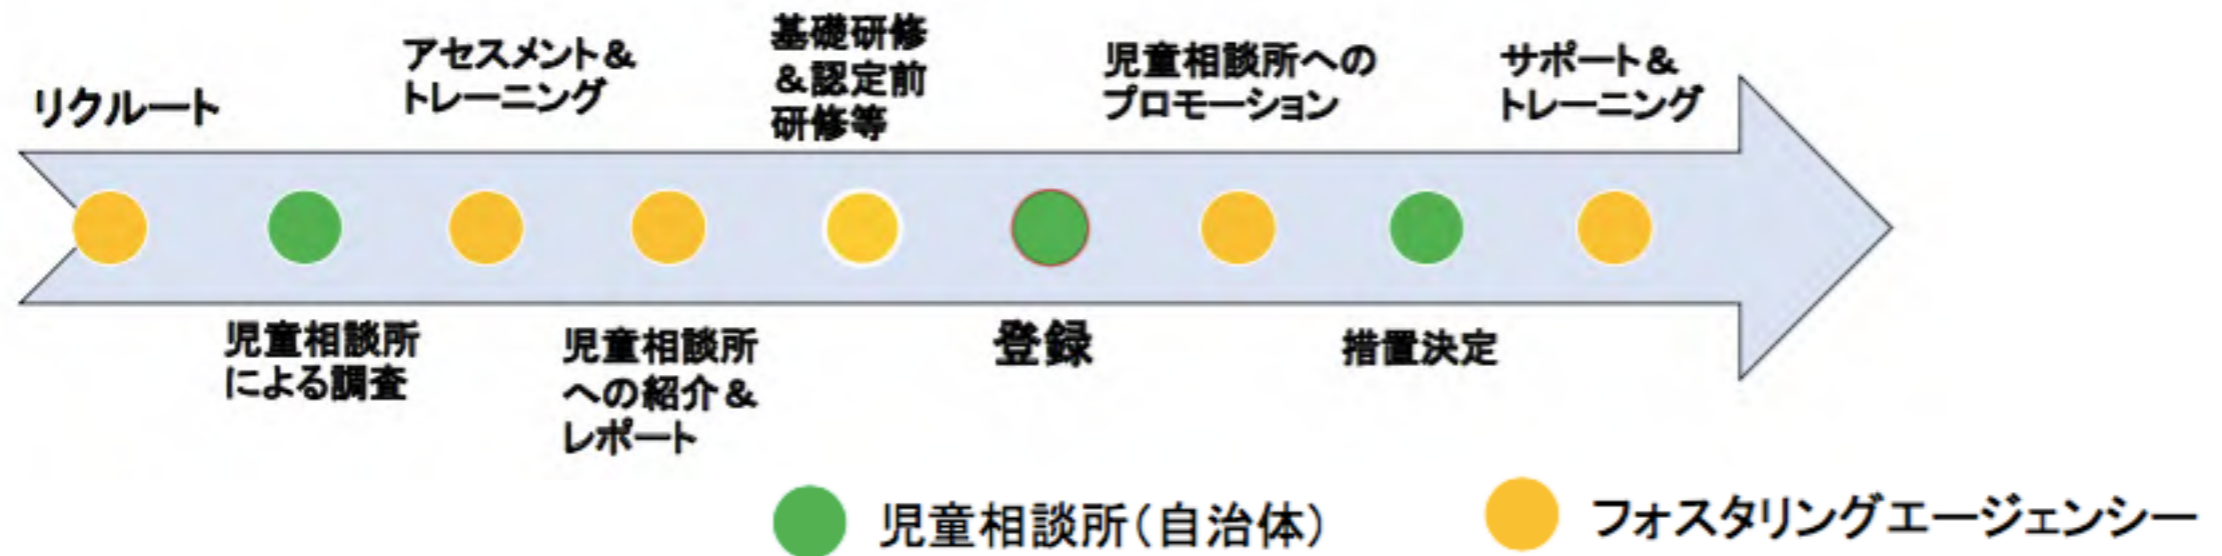 リクルート
児童相談所
による調査
アセスメント&
トレーニング
児童相談所
への紹介&
レポート
基礎研修
&認定前
研修等
登録
児童相談所への
プロモーション
措置決定
サポート&
トレーニング
児童相談所(自治体)
フォスタリングエージェンシー